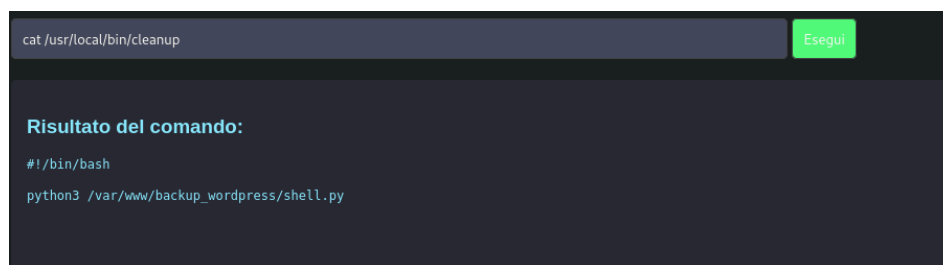 cat /usr/local/bin/cleanup
Esegui
Risultato del comando:
#!/bin/bash
python3 /var/www/backup_wordpress/shell.py